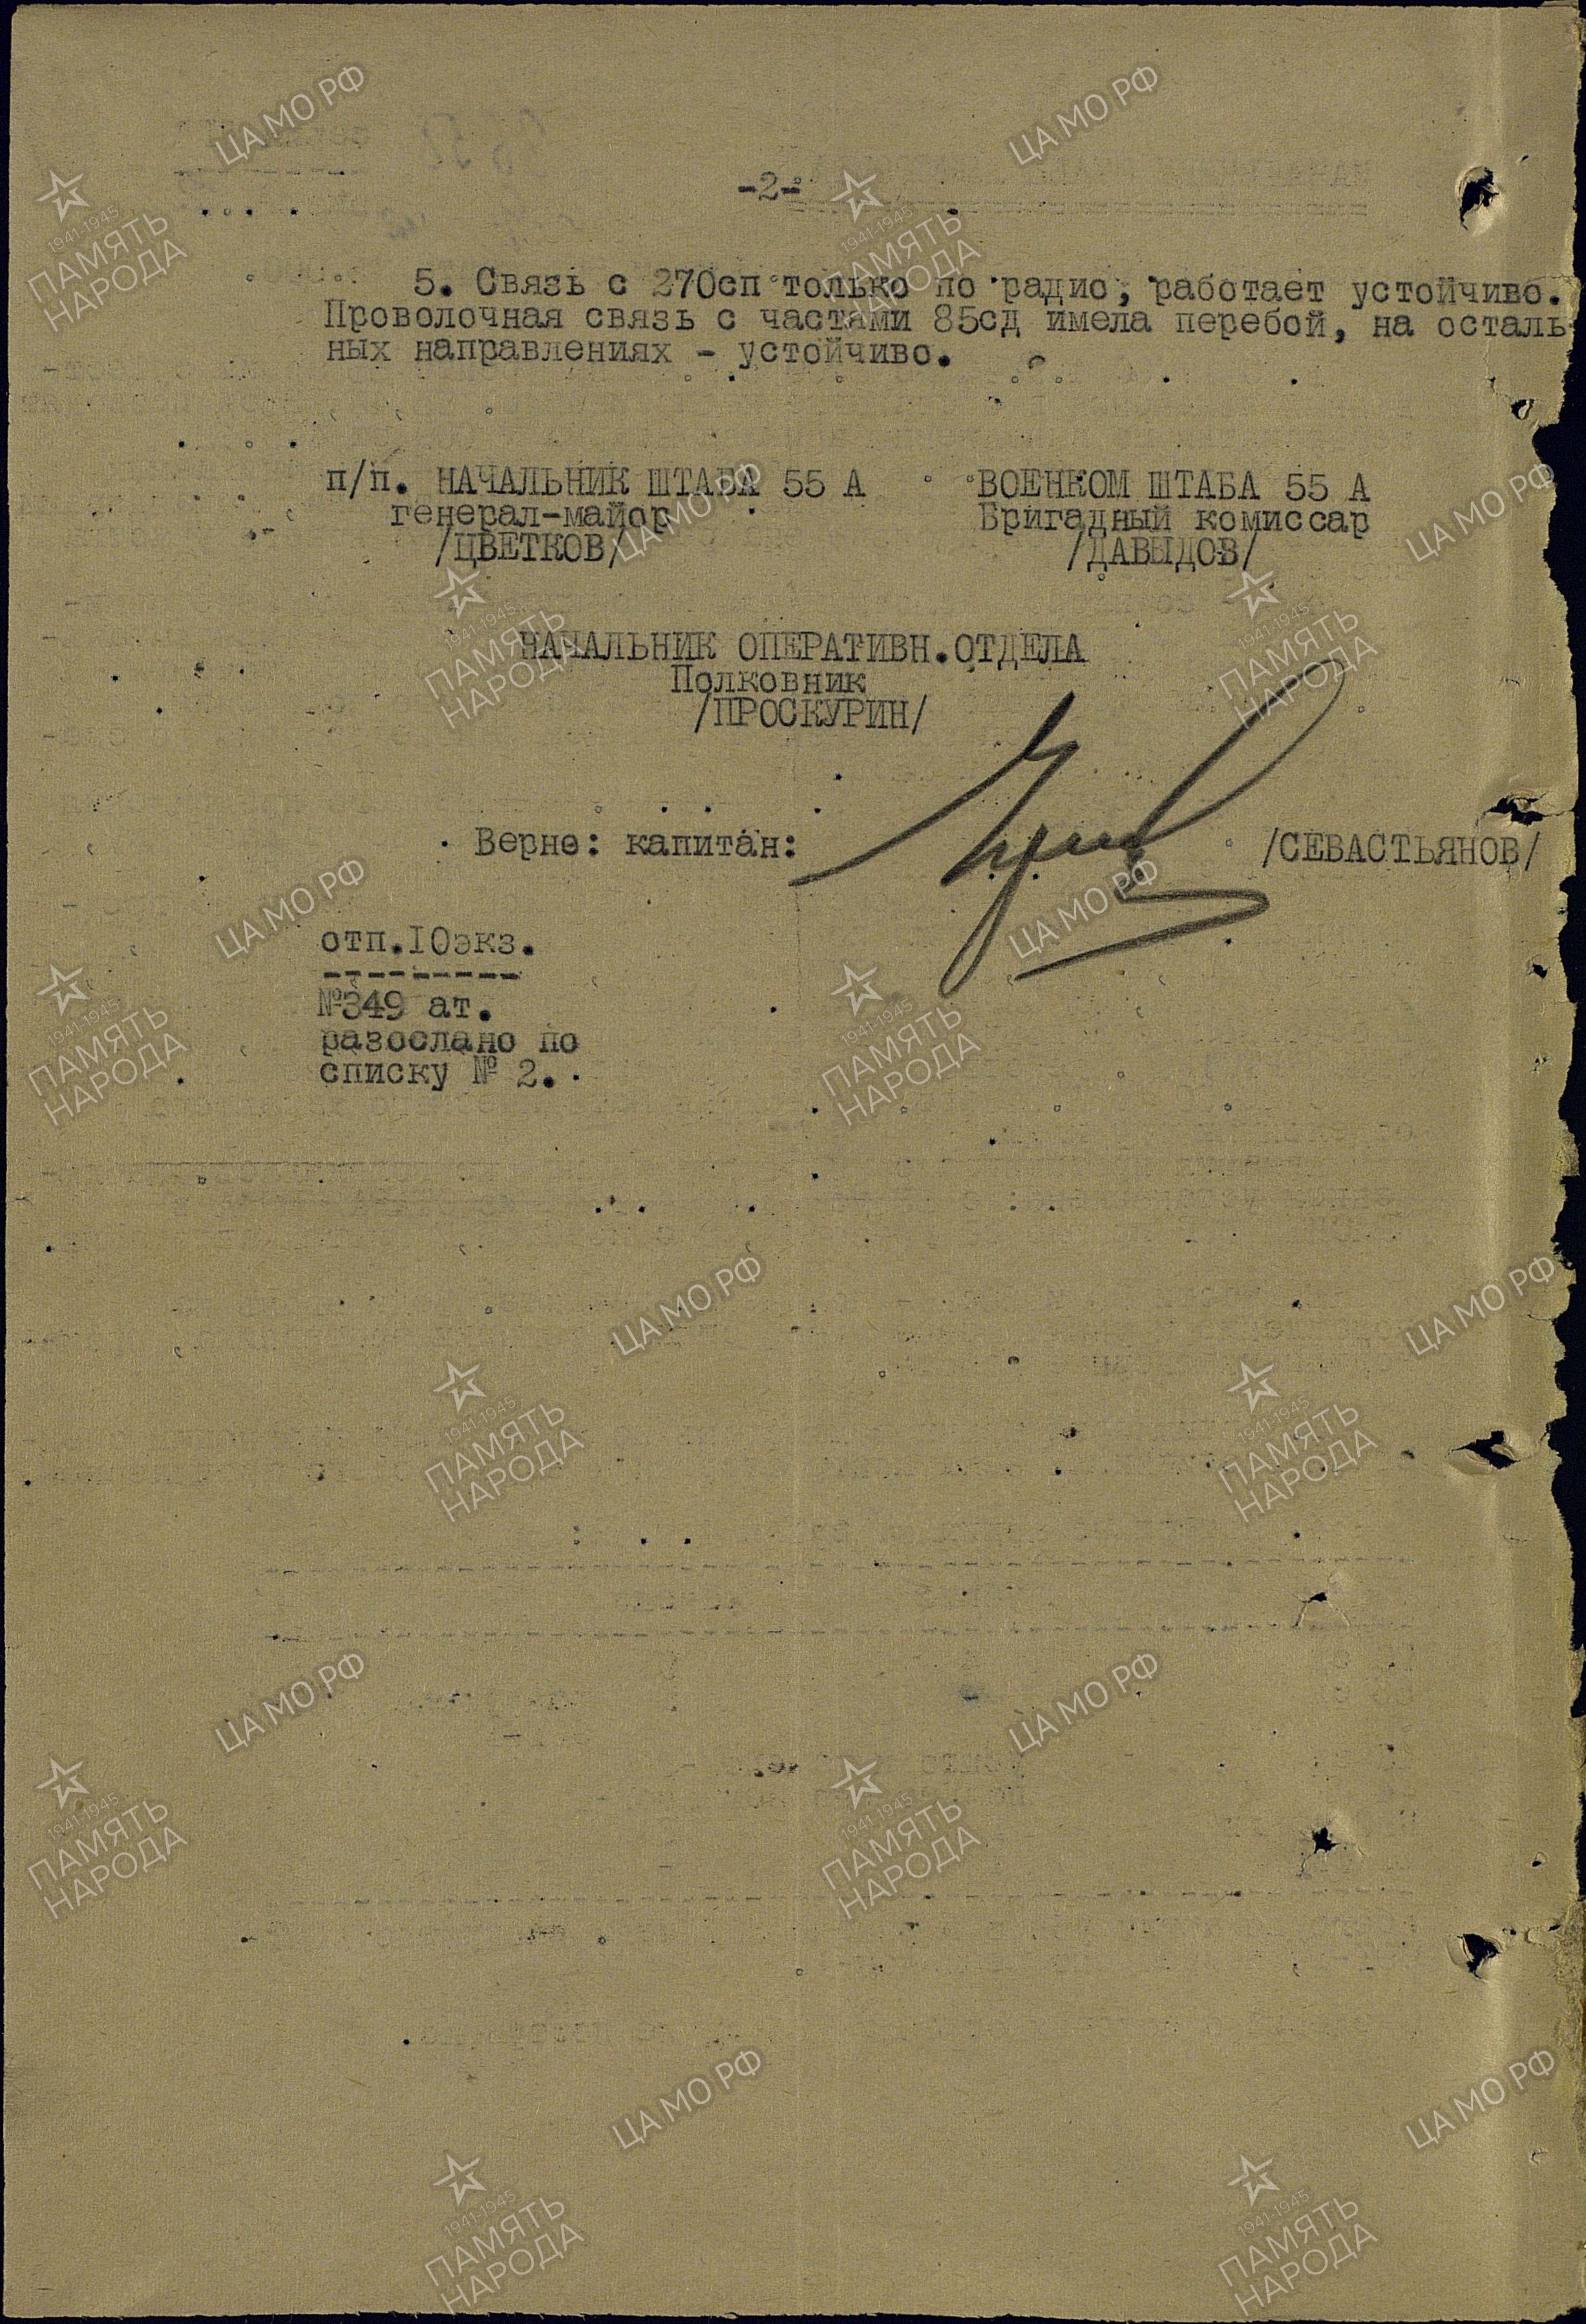 -2-
5. Связь с 270сп только по радио, работает устойчиво.
Проволочная связь с частями 85сд имела перебой, на осталь-
ных направлениях - устойчиво.
п/п. НАЧАЛЬНИК ШТАБА 55 А ВОЕНКОМ ШТАБА 55 А
генерал-майор Бригадный комиссар
/ЦВЕТКОВ/ /ДАВЫДОВ/
НАЧАЛЬНИК ОПЕРАТИВН.ОТДЕЛА
Полковник
/ПРОСКУРИН/
Верно: капитан: /СЕВАСТЬЯНОВ/
отп.10экз.
№349 ат.
разослано по
списку № 2.
ЦА МО РФ
1941-1945
ПАМЯТЬ
НАРОДА